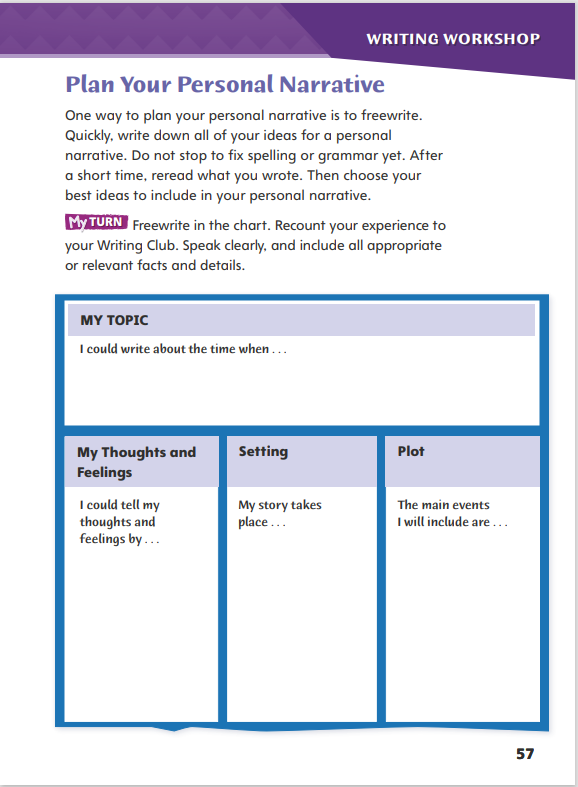 WRITING WORKSHOP
Plan Your Personal Narrative
One way to plan your personal narrative is to freewrite.
Quickly, write down all of your ideas for a personal
narrative. Do not stop to fix spelling or grammar yet. After
a short time, reread what you wrote. Then choose your
best ideas to include in your personal narrative.
My TURN Freewrite in the chart. Recount your experience to
your Writing Club. Speak clearly, and include all appropriate
or relevant facts and details.
MY TOPIC
I could write about the time when . . .
My Thoughts and
Feelings
I could tell my
thoughts and
feelings by . . .
Setting
My story takes
place . . .
Plot
The main events
I will include are . . .
57